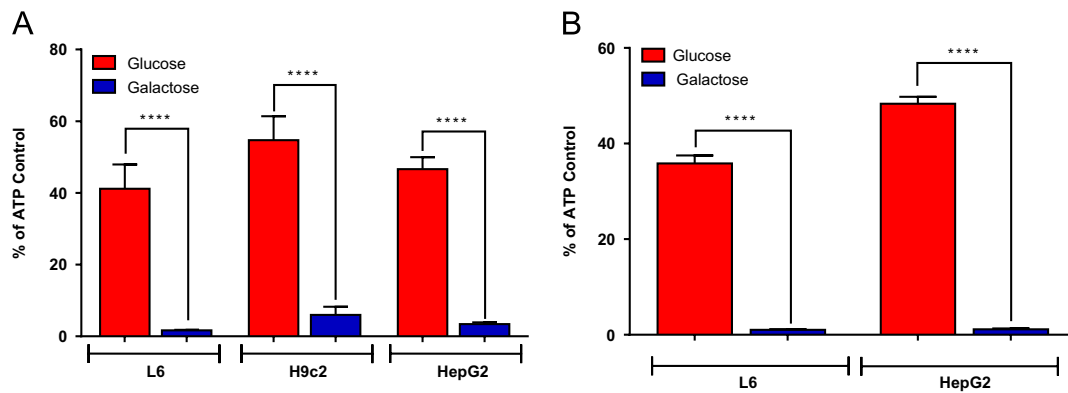 A
% of ATP Control
80
60
40
20
0
Glucose
Galactose
****
****
****
L6
H9c2
HepG2
B
% of ATP Control
60
40
20
0
Glucose
Galactose
****
****
L6
HepG2